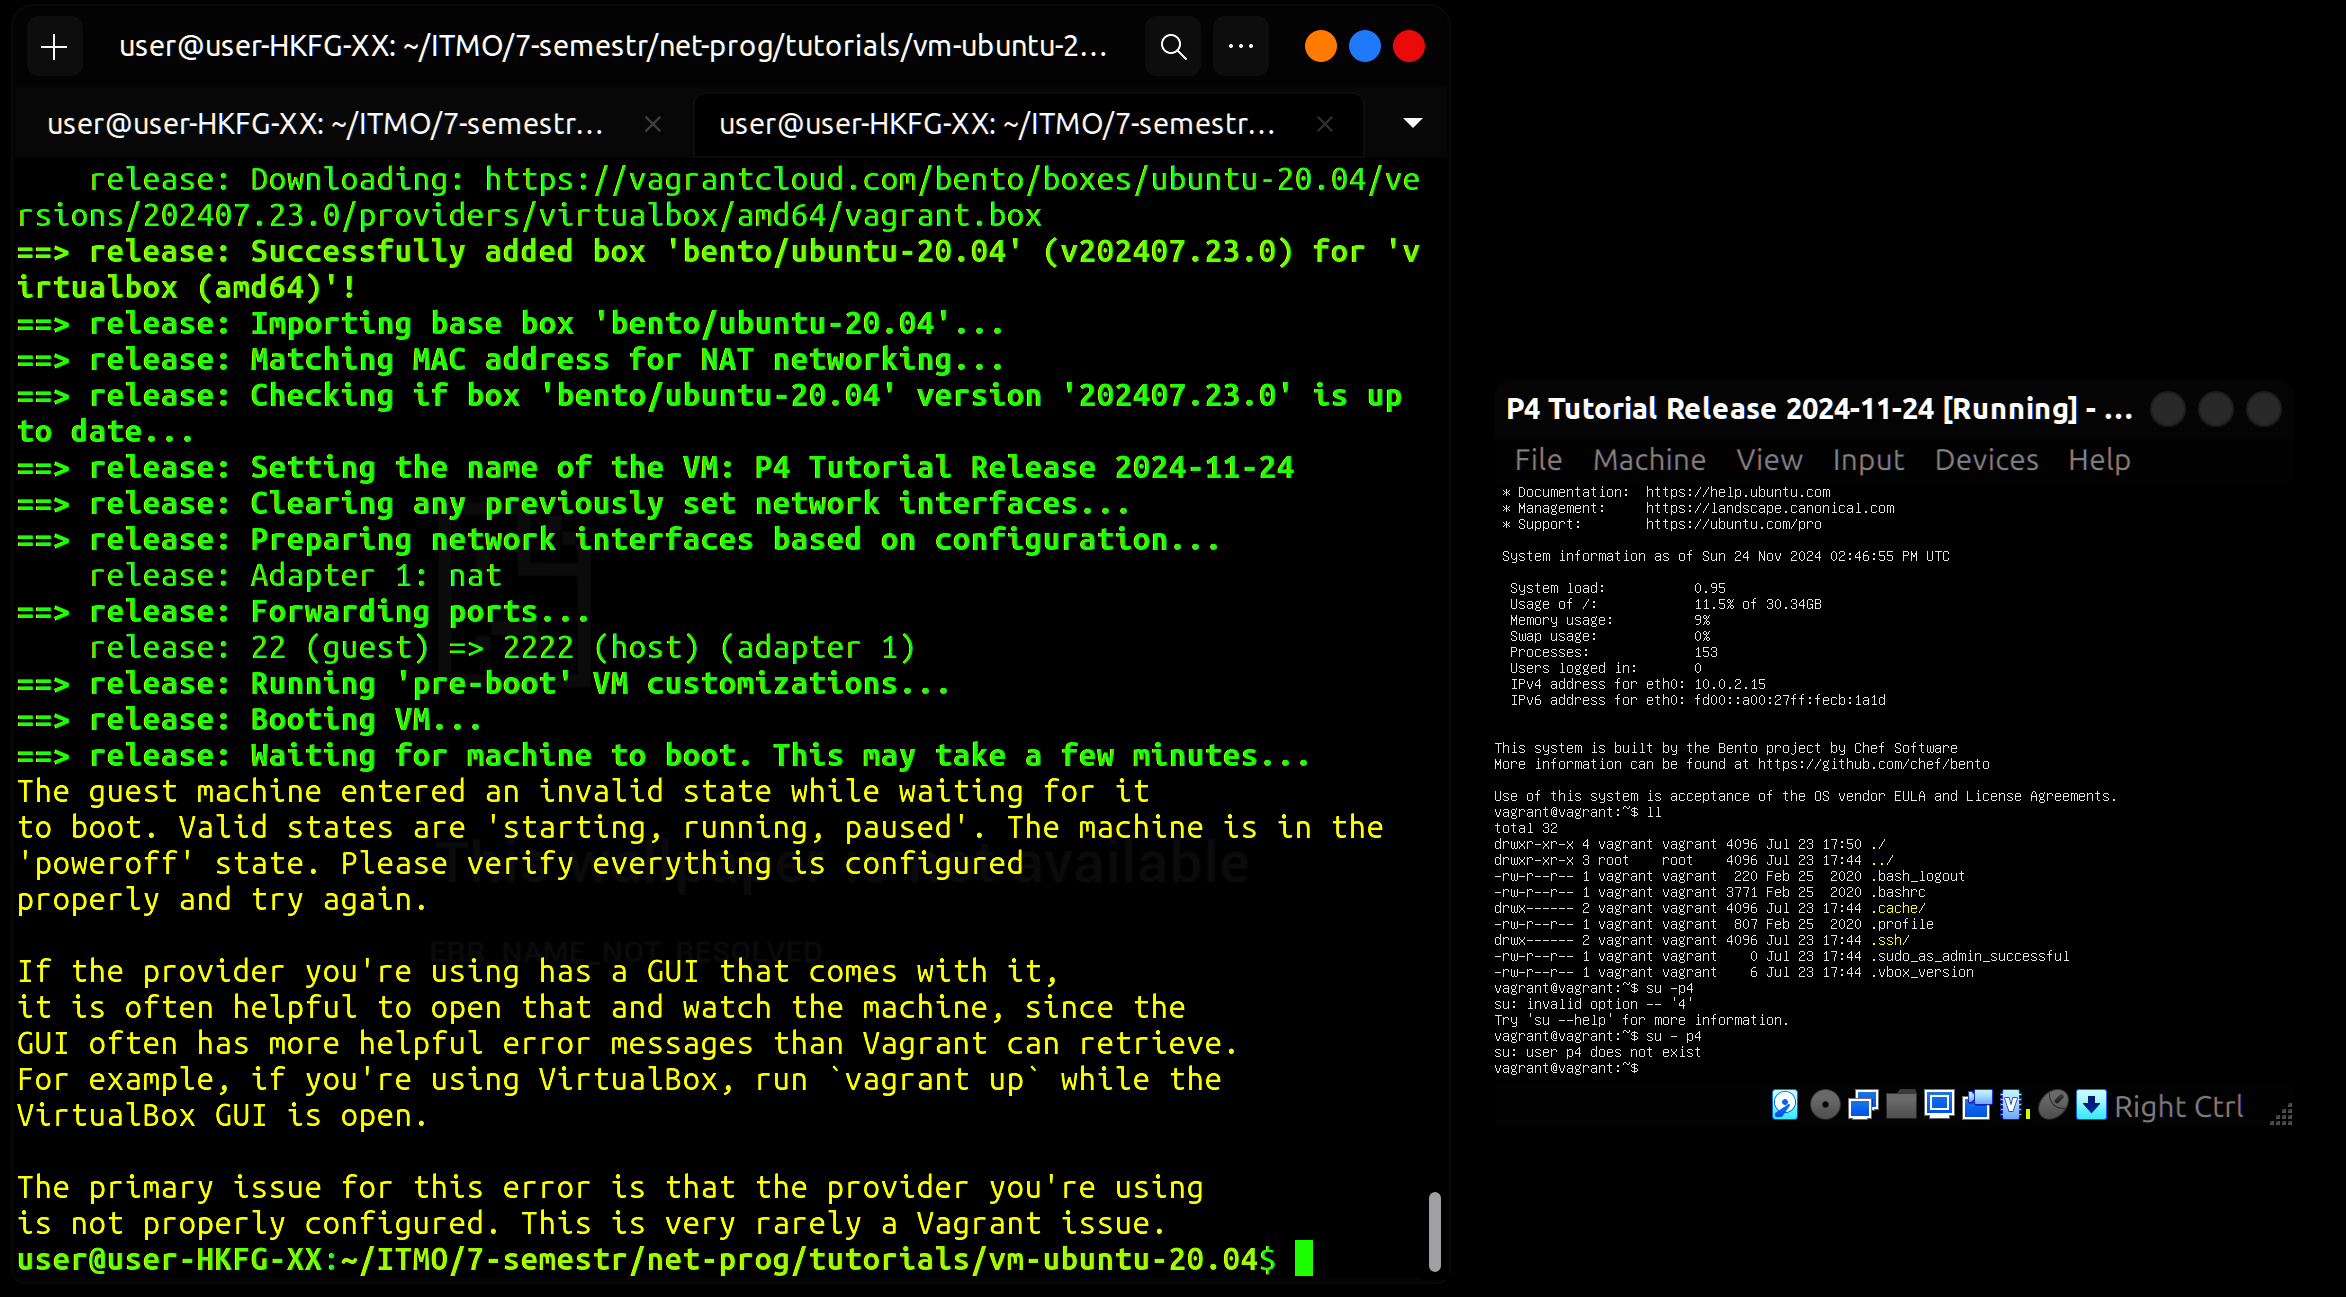 user@user-HKFG-XX: ~/ITMO/7-semestr/net-prog/tutorials/vm-ubuntu-2...
user@user-HKFG-XX: ~/ITMO/7-semestr...
user@user-HKFG-XX: ~/ITMO/7-semestr...
release: Downloading: https://vagrantcloud.com/bento/boxes/ubuntu-20.04/ve
rsions/202407.23.0/providers/virtualbox/amd64/vagrant.box
==> release: Successfully added box 'bento/ubuntu-20.04' (v202407.23.0) for 'v
irtualbox (amd64)'!
==> release: Importing base box 'bento/ubuntu-20.04'...
==> release: Matching MAC address for NAT networking...
==> release: Checking if box 'bento/ubuntu-20.04' version '202407.23.0' is up
to date...
==> release: Setting the name of the VM: P4 Tutorial Release 2024-11-24
==> release: Clearing any previously set network interfaces...
==> release: Preparing network interfaces based on configuration...
release: Adapter 1: nat
==> release: Forwarding ports...
release: 22 (guest) => 2222 (host) (adapter 1)
==> release: Running 'pre-boot' VM customizations...
==> release: Booting VM...
==> release: Waiting for machine to boot. This may take a few minutes...
The guest machine entered an invalid state while waiting for it
to boot. Valid states are 'starting, running, paused'. The machine is in the
'poweroff' state. Please verify everything is configured
properly and try again.
If the provider you're using has a GUI that comes with it,
it is often helpful to open that and watch the machine, since the
GUI often has more helpful error messages than Vagrant can retrieve.
For example, if you're using VirtualBox, run `vagrant up` while the
VirtualBox GUI is open.
The primary issue for this error is that the provider you're using
is not properly configured. This is very rarely a Vagrant issue.
user@user-HKFG-XX:~/ITMO/7-semestr/net-prog/tutorials/vm-ubuntu-20.04$
ERR_NAME_NOT_RESOLVED
P4 Tutorial Release 2024-11-24 [Running] - ...
File Machine View Input Devices Help
* Documentation: https://help.ubuntu.com
* Management: https://landscape.canonical.com
* Support: https://ubuntu.com/pro
System information as of Sun 24 Nov 2024 02:46:55 PM UTC
System load: 0.95
Usage of /: 11.5% of 30.34GB
Memory usage: 9%
Swap usage: 0%
Processes: 153
Users logged in: 0
IPv4 address for eth0: 10.0.2.15
IPv6 address for eth0: fd00::a00:27ff:fecb:1a1d
This system is built by the Bento project by Chef Software
More information can be found at https://github.com/chef/bento
Use of this system is acceptance of the OS vendor EULA and License Agreements.
vagrant@vagrant:~$ ll
total 32
drwxr-xr-x 4 vagrant vagrant 4096 Jul 23 17:50 ./
drwxr-xr-x 3 root root 4096 Jul 23 17:44 ../
-rw-r--r-- 1 vagrant vagrant 220 Feb 25 2020 .bash_logout
-rw-r--r-- 1 vagrant vagrant 3771 Feb 25 2020 .bashrc
drwx------ 2 vagrant vagrant 4096 Jul 23 17:44 .cache/
-rw-r--r-- 1 vagrant vagrant 807 Feb 25 2020 .profile
drwx------ 2 vagrant vagrant 4096 Jul 23 17:44 .ssh/
-rw-r--r-- 1 vagrant vagrant 0 Jul 23 17:44 .sudo_as_admin_successful
-rw-r--r-- 1 vagrant vagrant 6 Jul 23 17:44 .vbox_version
vagrant@vagrant:~$ su -p4
su: invalid option -- '4'
Try 'su --help' for more information.
vagrant@vagrant:~$ su - p4
su: user p4 does not exist
vagrant@vagrant:~$
Right Ctrl